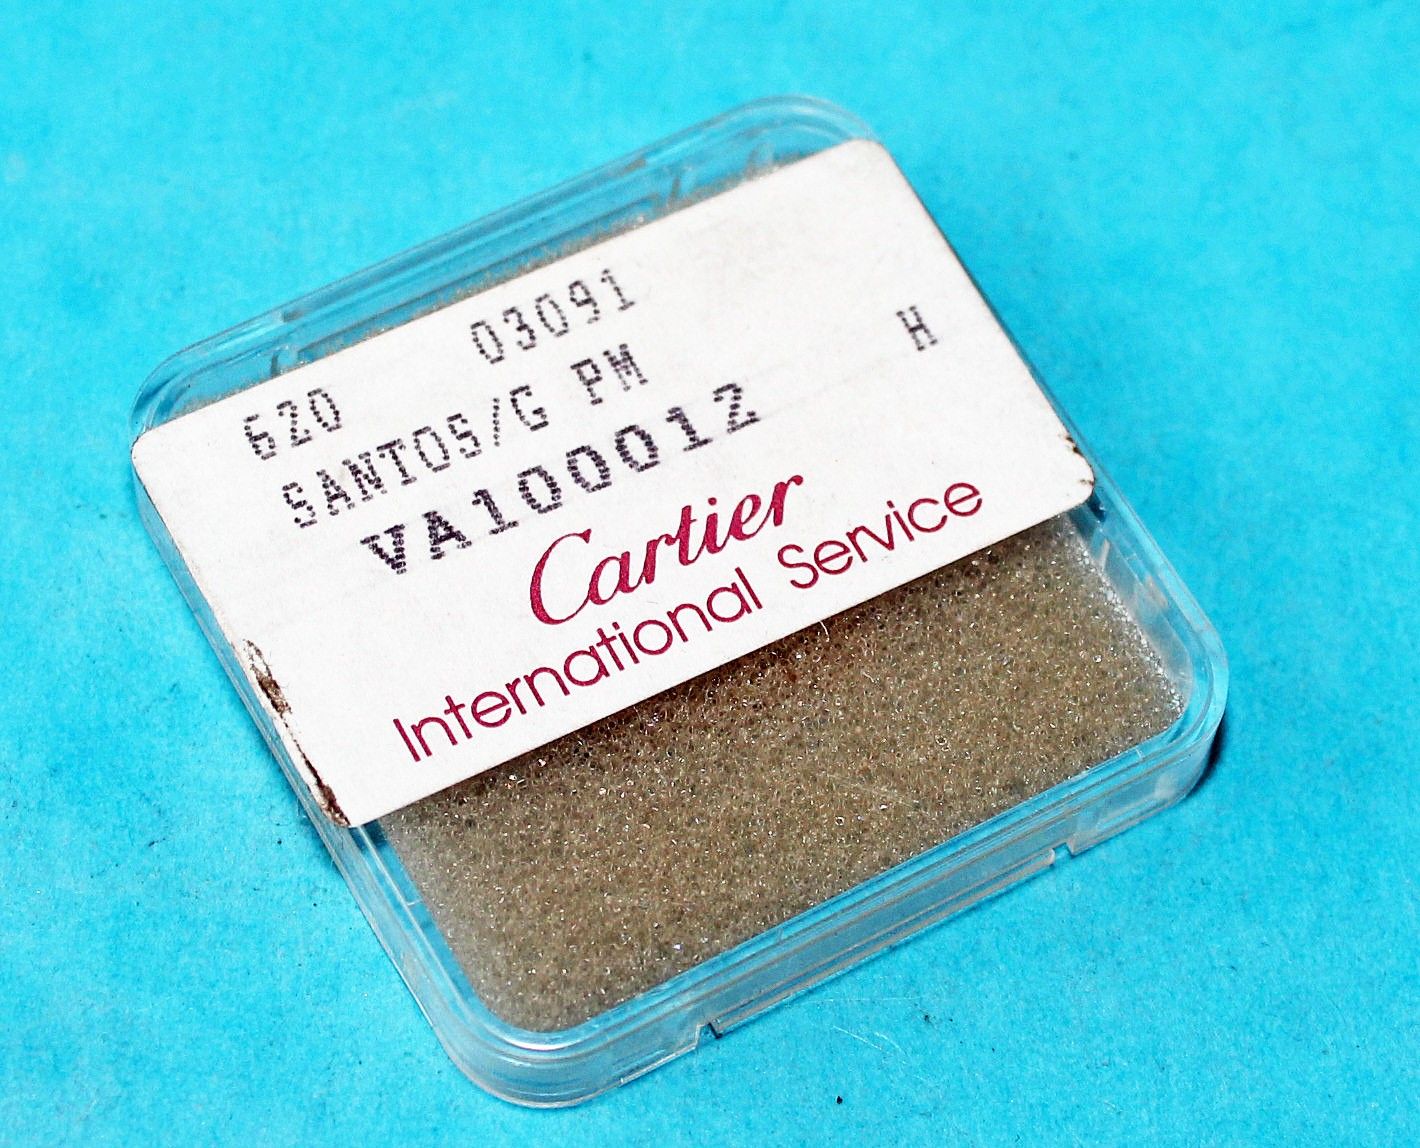 620 03091
SANTOS/G PM H
VA100012
Cartier
International Service